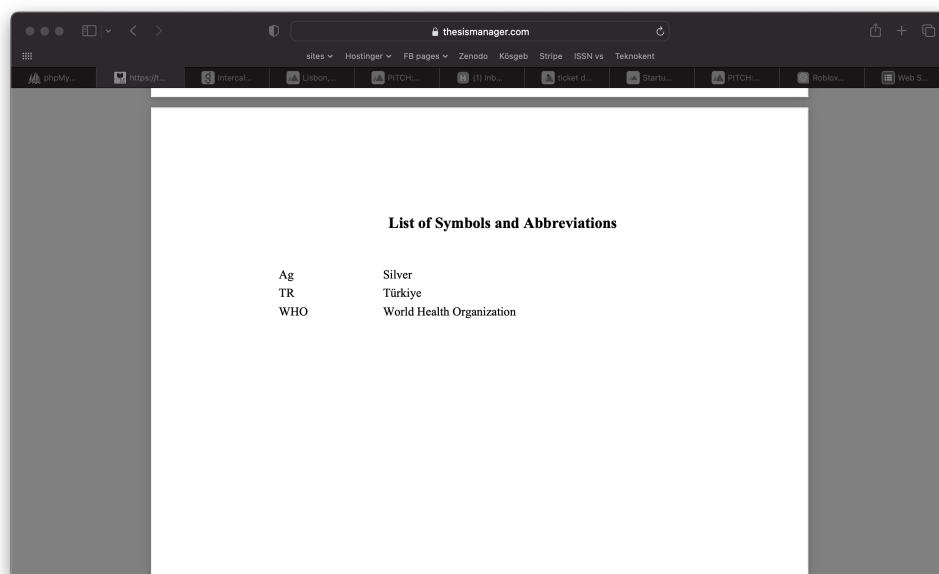 thesismanager.com
sites Hostinger FB pages Zenodo Kösgeb Stripe ISSN vs Teknokent
phpMy... https://t... Intercal... Lisbon,... PITCH:... (1) Inb... ticket d... Startu... PITCH:... Roblox... Web S...
List of Symbols and Abbreviations
Ag Silver
TR Türkiye
WHO World Health Organization